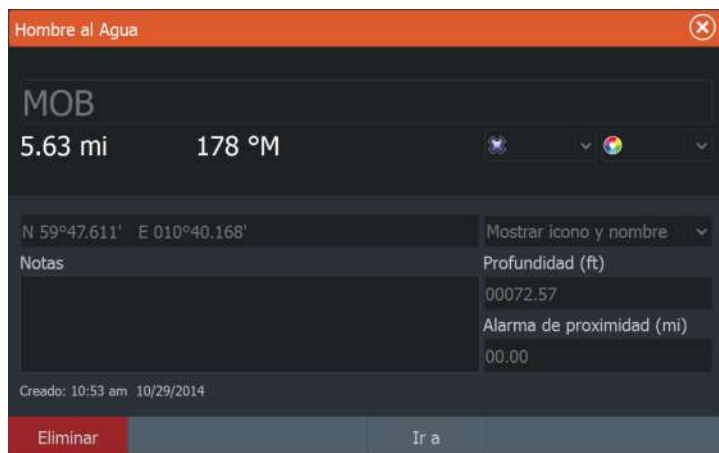 Hombre al Agua
MOB
5.63 mi 178 °M
N 59°47.611' E 010°40.168' Mostrar icono y nombre
Notas Profundidad (ft)
00072.57
Alarma de proximidad (mi)
00.00
Creado: 10:53 am 10/29/2014
Eliminar Ir a